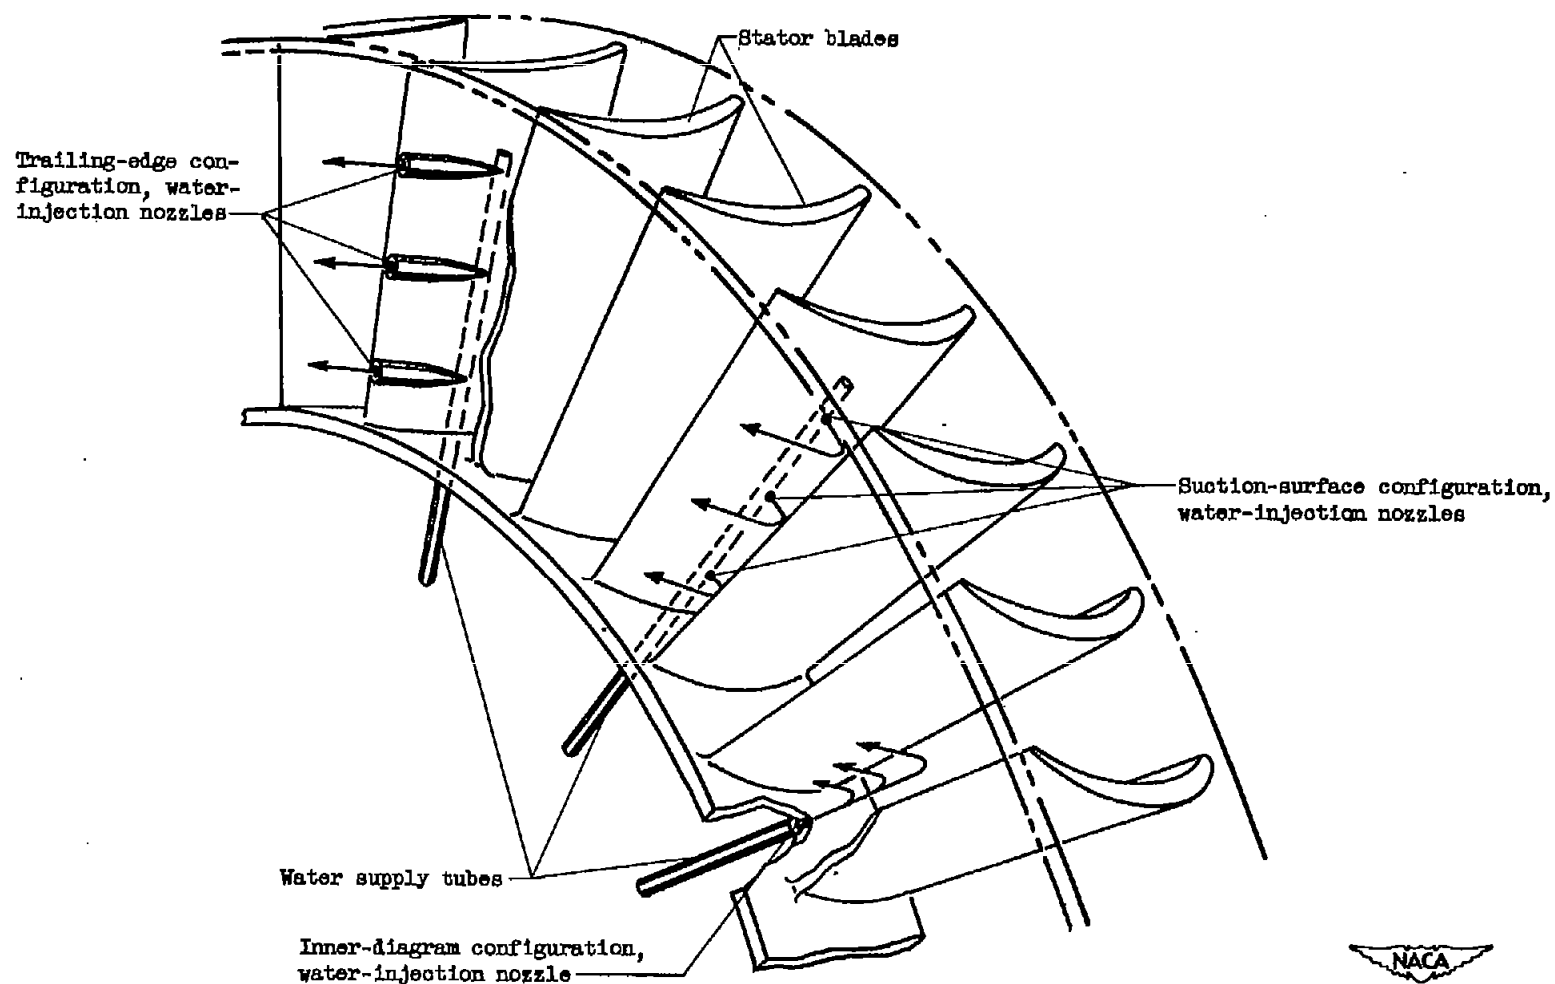 Stator blades
Trailing-edge con-
figuration, water-
injection nozzles
Suction-surface configuration,
water-injection nozzles
Water supply tubes
Inner-diagram configuration,
water-injection nozzle
NACA